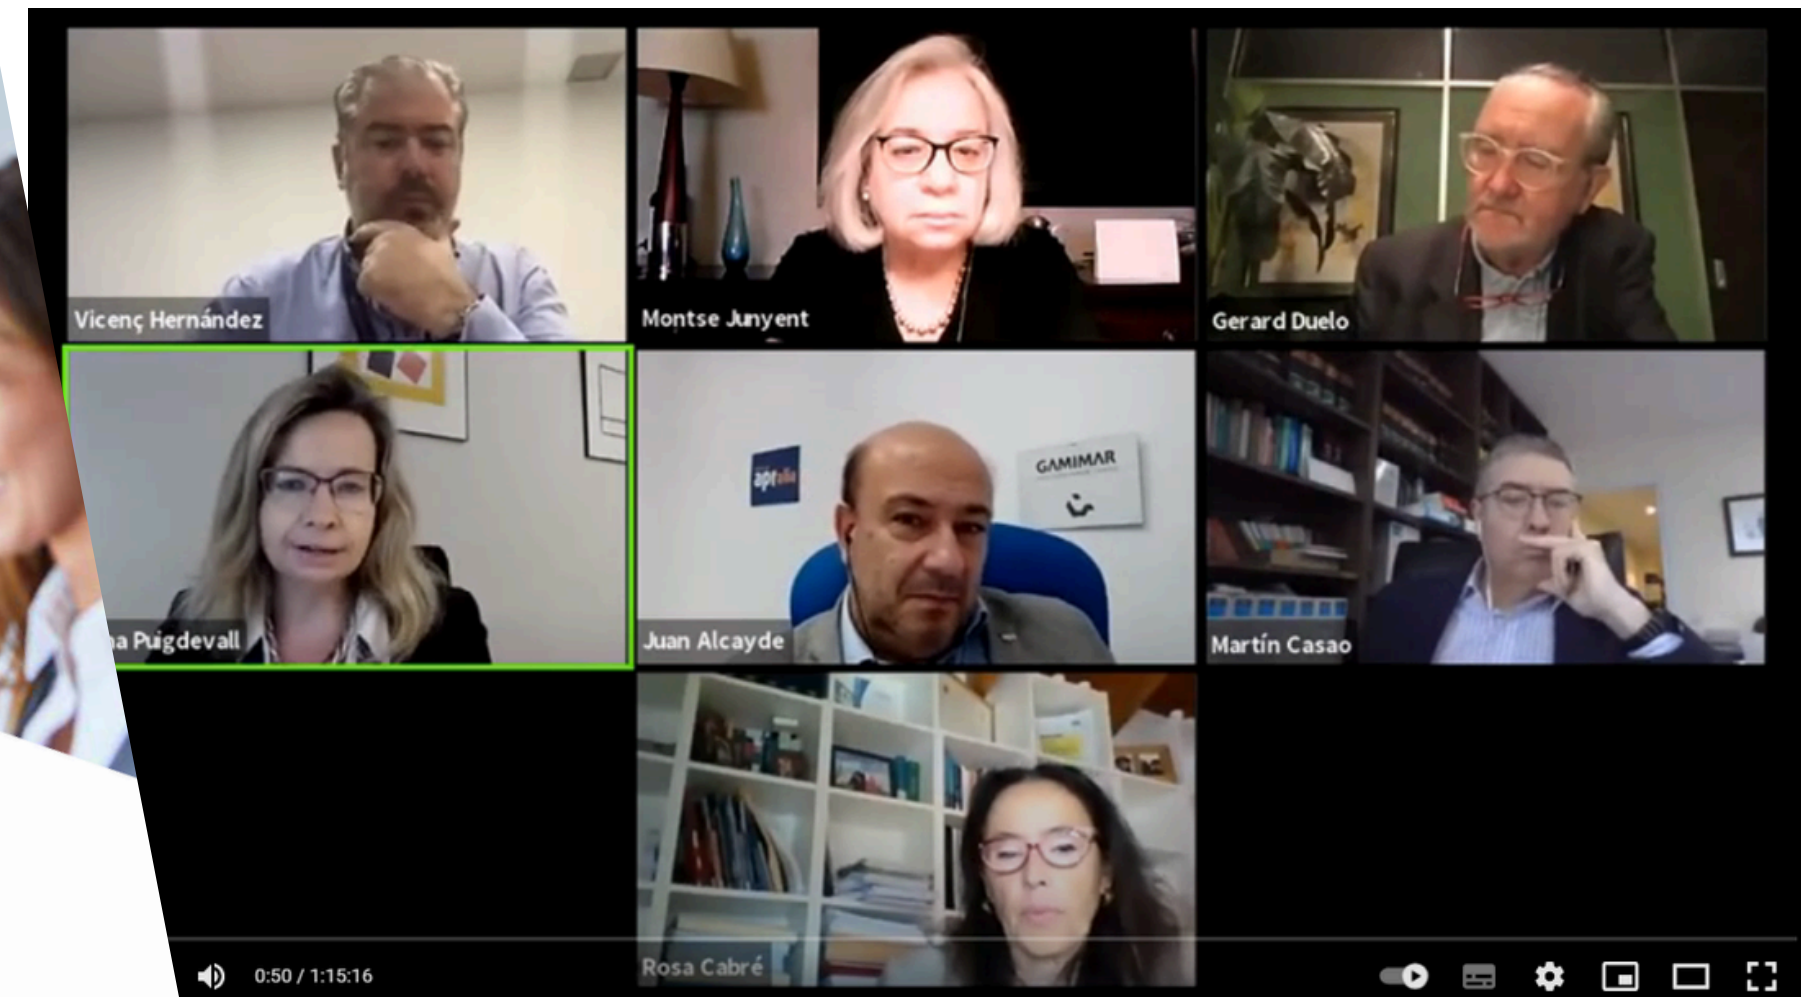 Vicenç Hernández
Montse Junyent
Gerard Duelo
na Puigdevall
GAMIMAR
Juan Alcayde
Martín Casao
Rosa Cabré
0:50 / 1:15:16